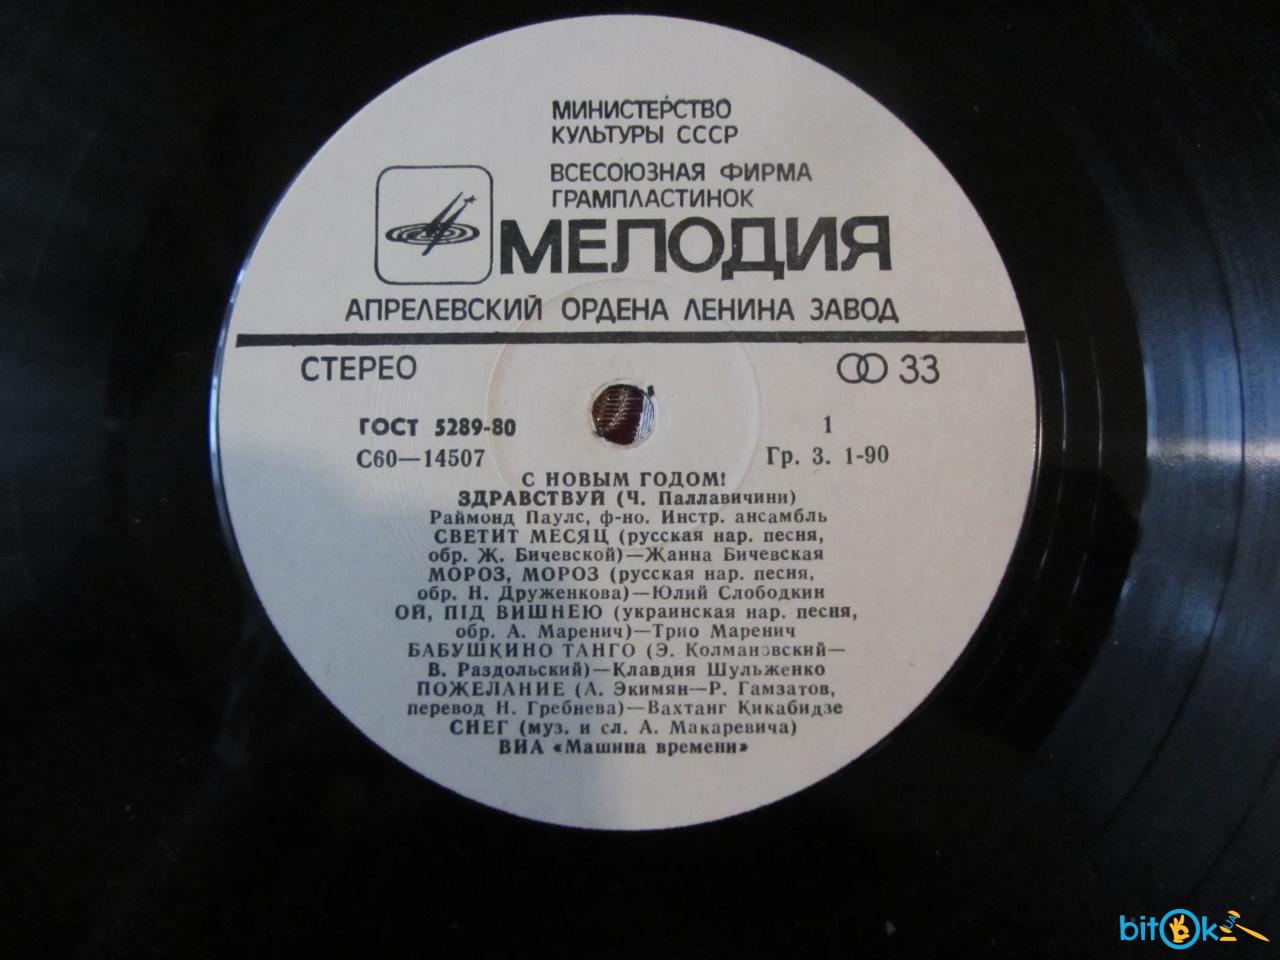 МИНИСТЕРСТВО
КУЛЬТУРЫ СССР
ВСЕСОЮЗНАЯ ФИРМА
ГРАМПЛАСТИНОК
МЕЛОДИЯ
АПРЕЛЕВСКИЙ ОРДЕНА ЛЕНИНА ЗАВОД
СТЕРЕО 33
ГОСТ 5289-80 1
С60—14507 Гр. 3. 1-90
С НОВЫМ ГОДОМ!
ЗДРАВСТВУЙ (Ч. Паллавичини)
Раймонд Паулс, ф-но. Инстр. ансамбль
СВЕТИТ МЕСЯЦ (русская нар. песня,
обр. Ж. Бичевской)—Жанна Бичевская
МОРОЗ, МОРОЗ (русская нар. песня,
обр. Н. Друженкова)—Юлий Слободкин
ОЙ, ПІД ВИШНЕЮ (украинская нар. песня,
обр. А. Маренич)—Трио Маренич
БАБУШКИНО ТАНГО (Э. Колмановский—
В. Раздольский)—Клавдия Шульженко
ПОЖЕЛАНИЕ (А. Экимян—Р. Гамзатов,
перевод Н. Гребнева)—Вахтанг Кикабидзе
СНЕГ (муз. и сл. А. Макаревича)
ВИА «Машина времени»
bitOk UA